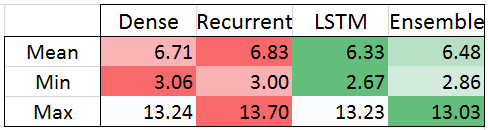 Dense Recurrent LSTM Ensemble
Mean 6.71 6.83 6.33 6.48
Min 3.06 3.00 2.67 2.86
Max 13.24 13.70 13.23 13.03